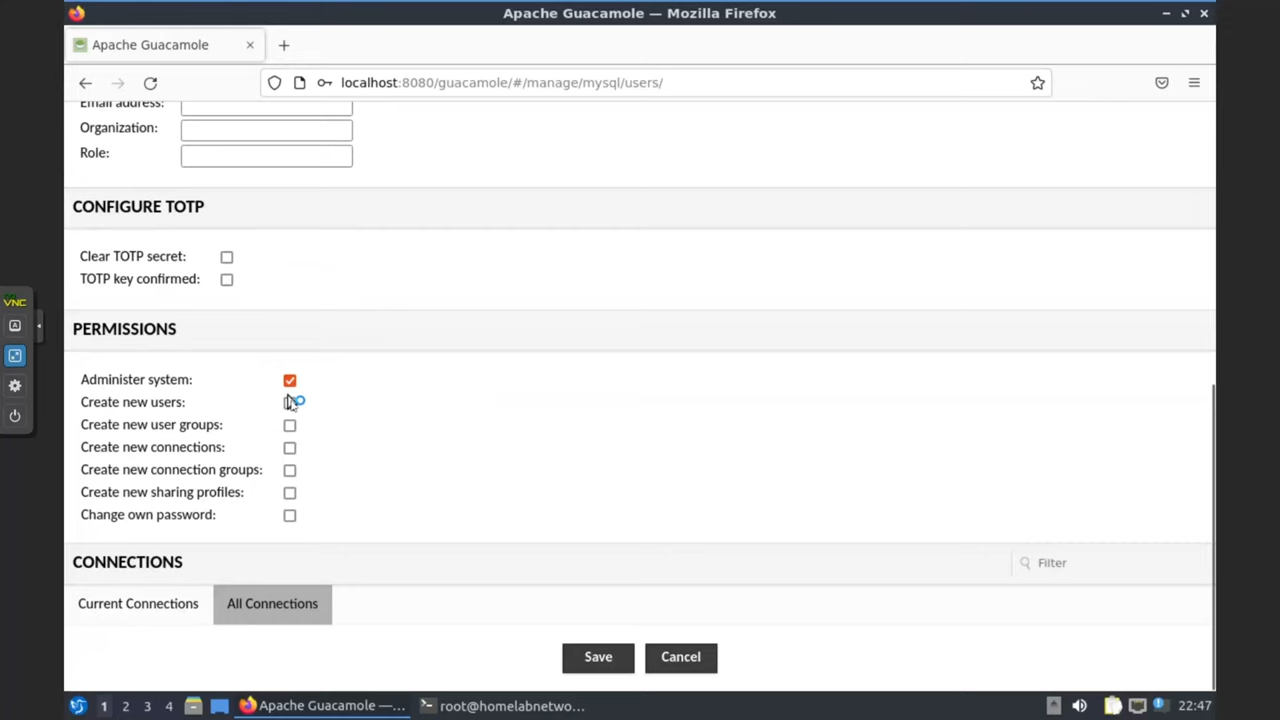 Apache Guacamole — Mozilla Firefox
Apache Guacamole
localhost:8080/guacamole/#/manage/mysql/users/
Email address:
Organization:
Role:
CONFIGURE TOTP
Clear TOTP secret:
TOTP key confirmed:
PERMISSIONS
Administer system:
Create new users:
Create new user groups:
Create new connections:
Create new connection groups:
Create new sharing profiles:
Change own password:
CONNECTIONS
Filter
Current Connections
All Connections
Save
Cancel
VNC
A
1 2 3 4 Apache Guacamole —... root@homelabnetwo... 22:47